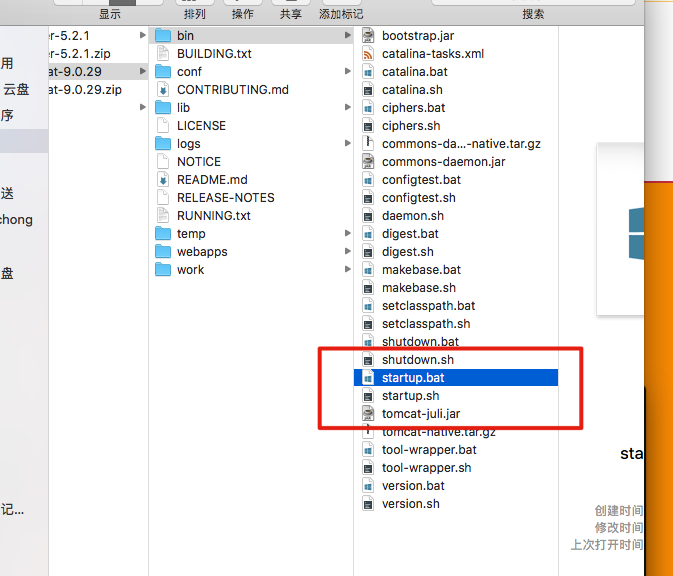 显示
排列
操作
共享
添加标记
搜索
用
云盘
序
送
chong
盘
记...
er-5.2.1
er-5.2.1.zip
at-9.0.29
at-9.0.29.zip
bin
BUILDING.txt
conf
CONTRIBUTING.md
lib
LICENSE
logs
NOTICE
README.md
RELEASE-NOTES
RUNNING.txt
temp
webapps
work
bootstrap.jar
catalina-tasks.xml
catalina.bat
catalina.sh
ciphers.bat
ciphers.sh
commons-da...-native.tar.gz
commons-daemon.jar
configtest.bat
configtest.sh
daemon.sh
digest.bat
digest.sh
makebase.bat
makebase.sh
setclasspath.bat
setclasspath.sh
shutdown.bat
shutdown.sh
startup.bat
startup.sh
tomcat-juli.jar
tomcat-native.tar.gz
tool-wrapper.bat
tool-wrapper.sh
version.bat
version.sh
sta
创建时间
修改时间
上次打开时间